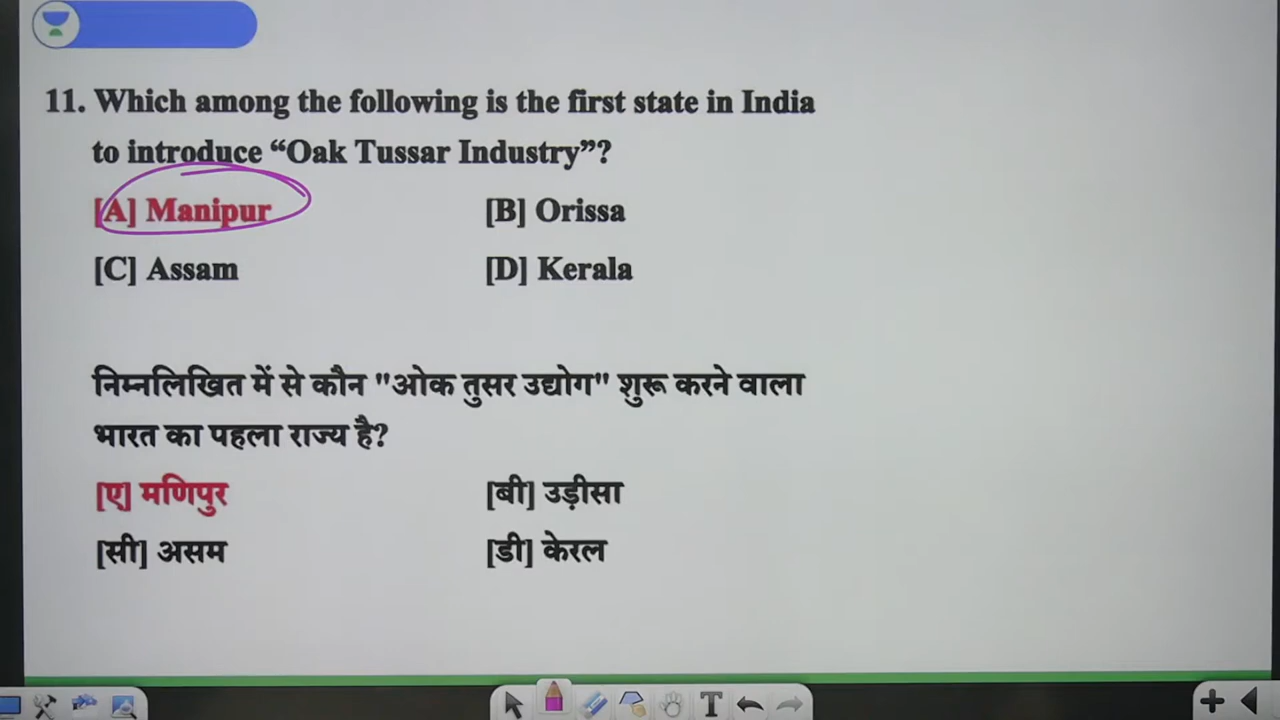 11. Which among the following is the first state in India
to introduce “Oak Tussar Industry”?
[A] Manipur [B] Orissa
[C] Assam [D] Kerala
निम्नलिखित में से कौन "ओक तुसर उद्योग" शुरू करने वाला
भारत का पहला राज्य है?
[ए] मणिपुर [बी] उड़ीसा
[सी] असम [डी] केरल
T